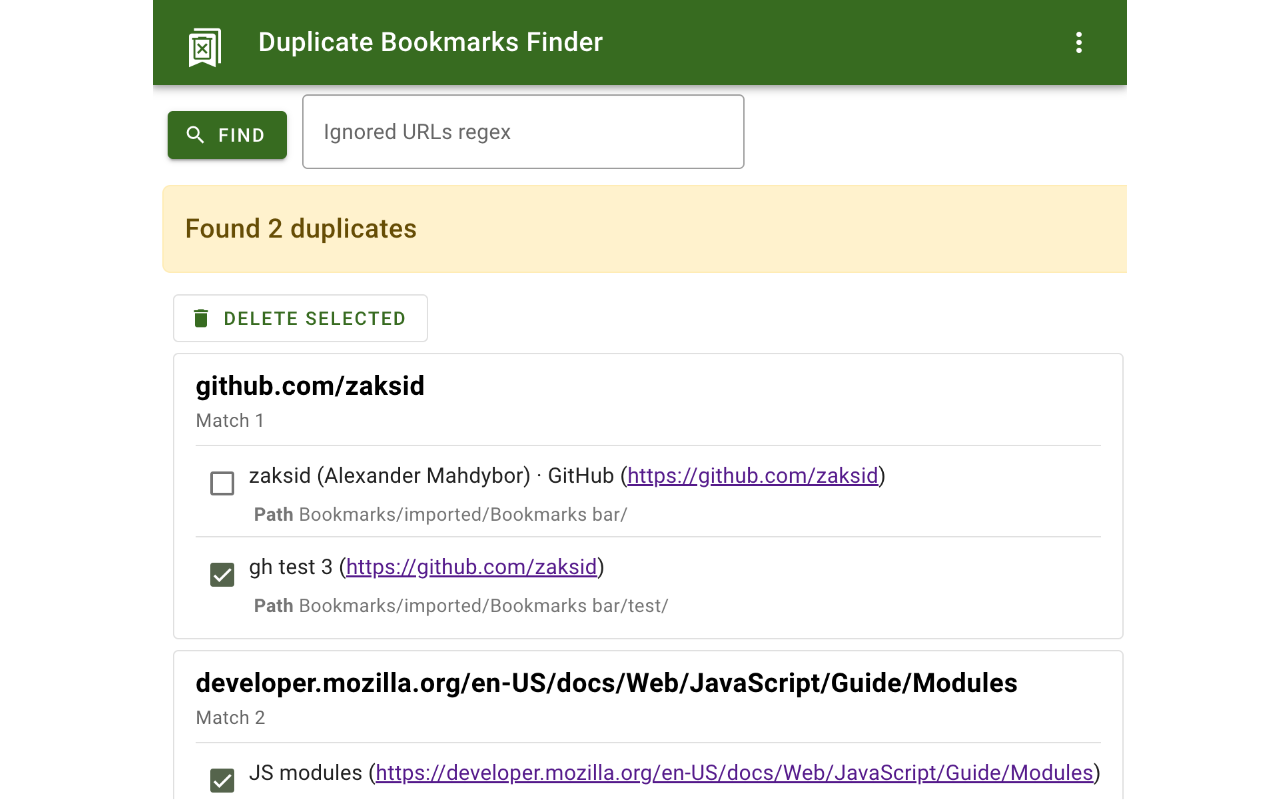 Duplicate Bookmarks Finder
FIND
Ignored URLs regex
Found 2 duplicates
DELETE SELECTED
github.com/zaksid
Match 1
zaksid (Alexander Mahdybor) · GitHub (https://github.com/zaksid)
Path Bookmarks/imported/Bookmarks bar/
gh test 3 (https://github.com/zaksid)
Path Bookmarks/imported/Bookmarks bar/test/
developer.mozilla.org/en-US/docs/Web/JavaScript/Guide/Modules
Match 2
JS modules (https://developer.mozilla.org/en-US/docs/Web/JavaScript/Guide/Modules)